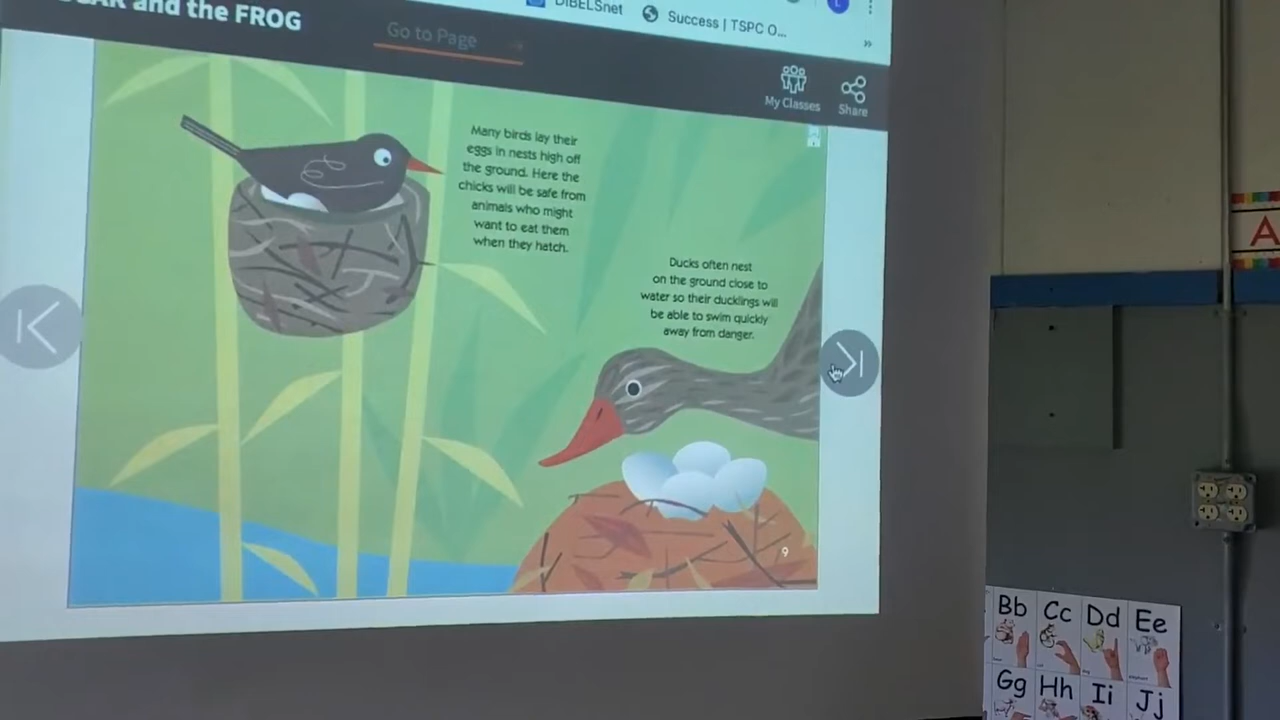 and the FROG
Go to Page
DIBELSnet
Success | TSPC O...
»
My Classes
Share
Many birds lay their
eggs in nests high off
the ground. Here the
chicks will be safe from
animals who might
want to eat them
when they hatch.
Ducks often nest
on the ground close to
water so their ducklings will
be able to swim quickly
away from danger.
9
A
Bb Cc Dd Ee
Gg Hh Ii Jj